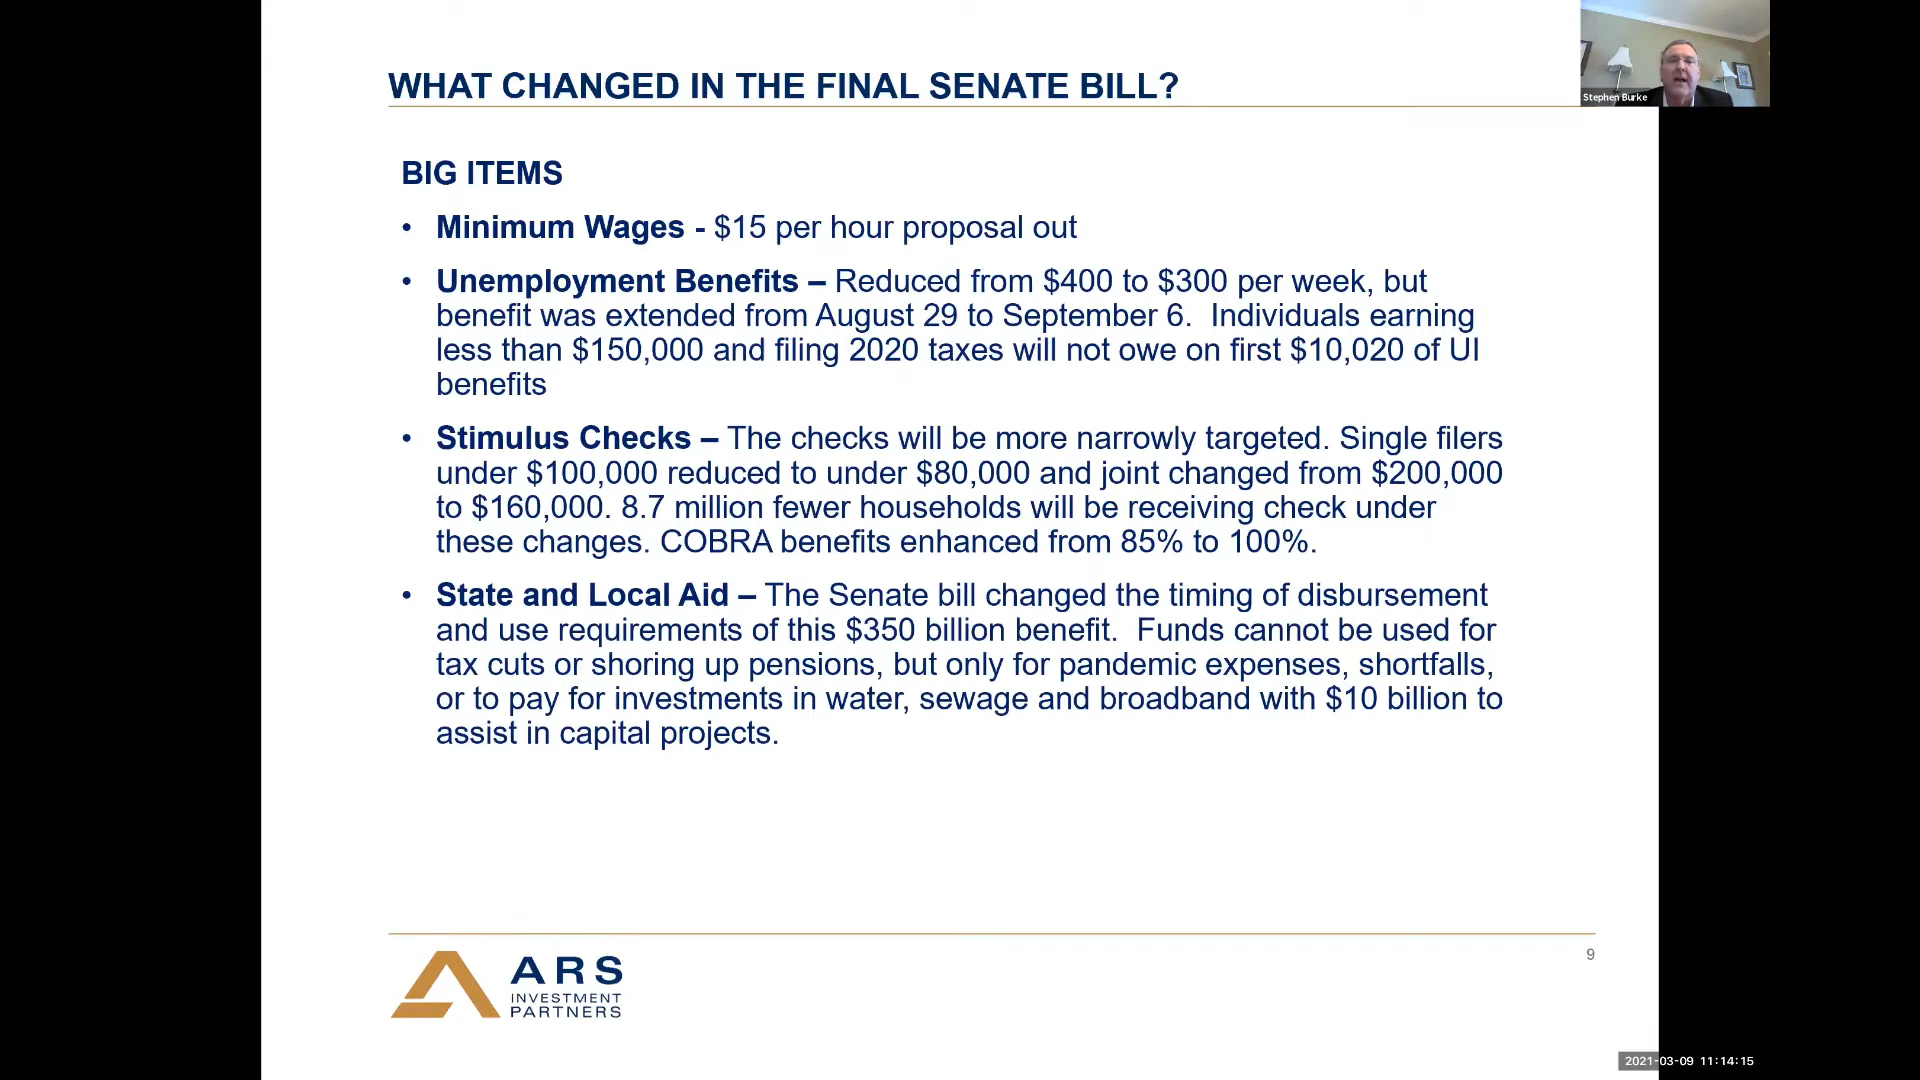 WHAT CHANGED IN THE FINAL SENATE BILL?
Stephen Burke
BIG ITEMS
• Minimum Wages - $15 per hour proposal out
• Unemployment Benefits – Reduced from $400 to $300 per week, but
benefit was extended from August 29 to September 6.  Individuals earning
less than $150,000 and filing 2020 taxes will not owe on first $10,020 of UI
benefits
• Stimulus Checks – The checks will be more narrowly targeted. Single filers
under $100,000 reduced to under $80,000 and joint changed from $200,000
to $160,000. 8.7 million fewer households will be receiving check under
these changes. COBRA benefits enhanced from 85% to 100%.
• State and Local Aid – The Senate bill changed the timing of disbursement
and use requirements of this $350 billion benefit.  Funds cannot be used for
tax cuts or shoring up pensions, but only for pandemic expenses, shortfalls,
or to pay for investments in water, sewage and broadband with $10 billion to
assist in capital projects.
9
ARS
INVESTMENT
PARTNERS
2021-03-09 11:14:15